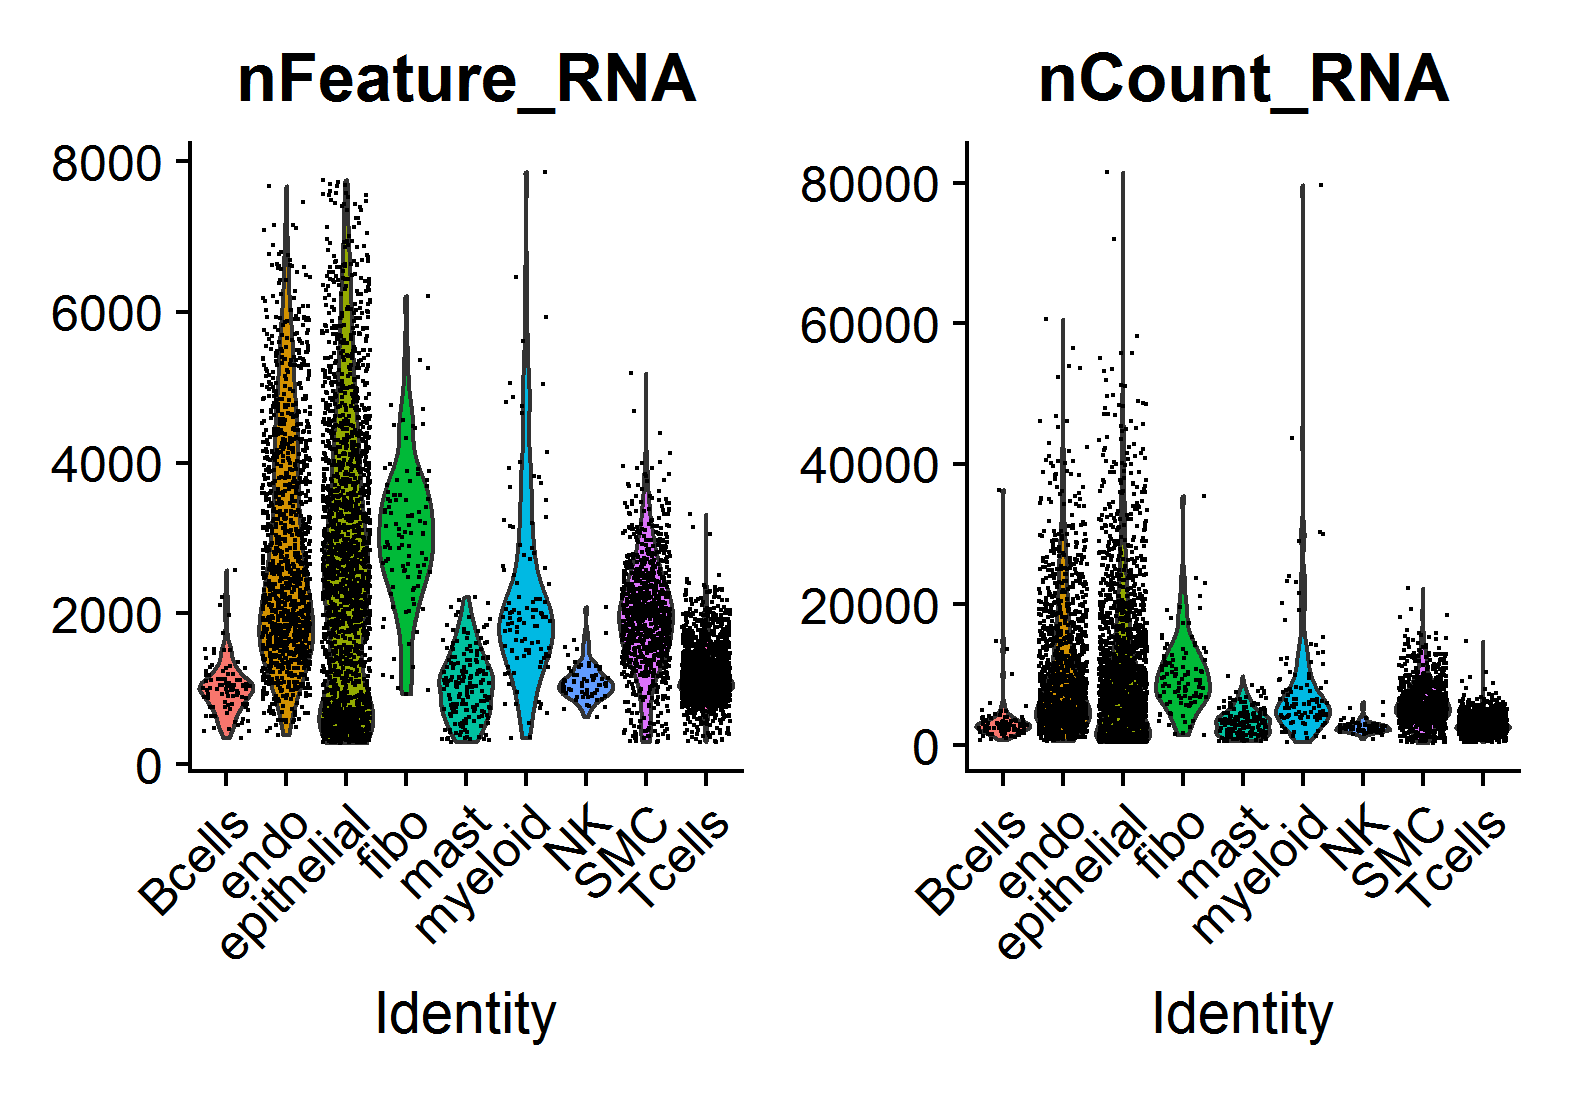 nFeature_RNA
8000
6000
4000
2000
0
Bcells
endo
epithelial
fibo
mast
myeloid
NK
SMC
Tcells
Identity
nCount_RNA
80000
60000
40000
20000
0
Bcells
endo
epithelial
fibo
mast
myeloid
NK
SMC
Tcells
Identity